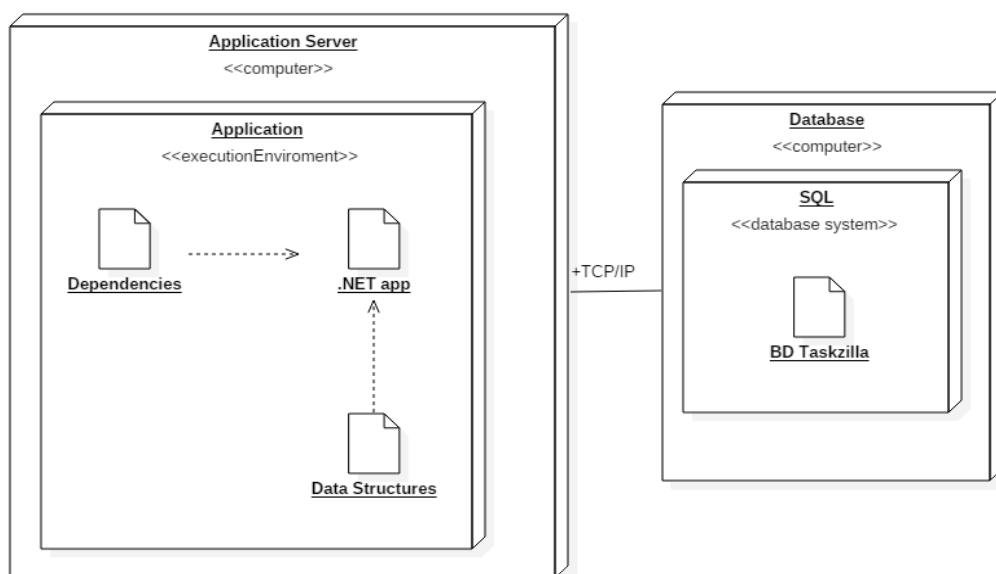 Application Server
<<computer>>
Application
<<executionEnviroment>>
Dependencies
.NET app
Data Structures
+TCP/IP
Database
<<computer>>
SQL
<<database system>>
BD Taskzilla